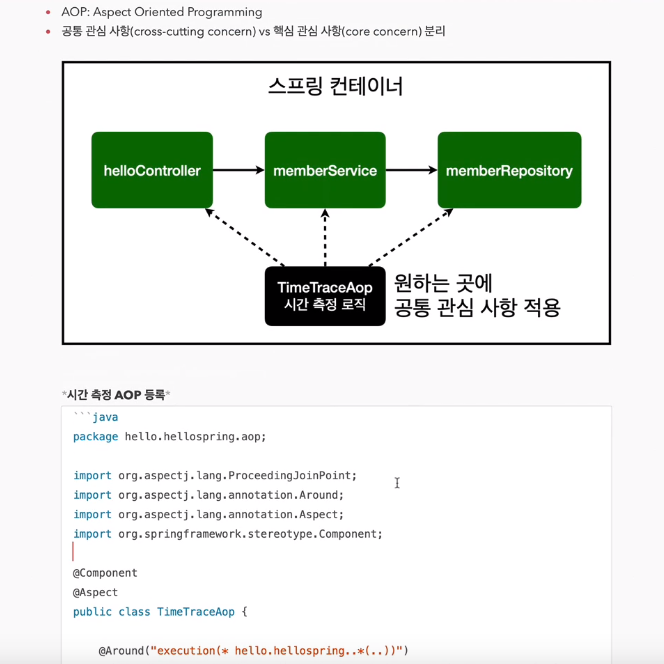 AOP: Aspect Oriented Programming
공통 관심 사항(cross-cutting concern) vs 핵심 관심 사항(core concern) 분리
스프링 컨테이너
helloController
memberService
memberRepository
TimeTraceAop
시간 측정 로직
원하는 곳에
공통 관심 사항 적용
*시간 측정 AOP 등록*
```java
package hello.hellospring.aop;
import org.aspectj.lang.ProceedingJoinPoint;
import org.aspectj.lang.annotation.Around;
import org.aspectj.lang.annotation.Aspect;
import org.springframework.stereotype.Component;
@Component
@Aspect
public class TimeTraceAop {
@Around("execution(* hello.hellospring..*(..))")